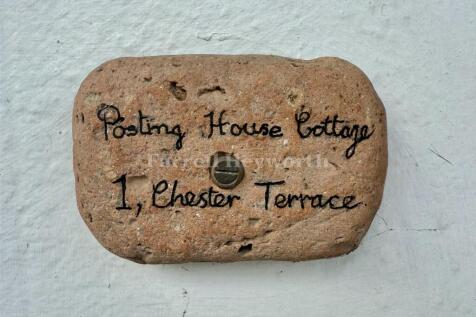 Posting House Cottage
Farrell Heyworth
1, Chester Terrace